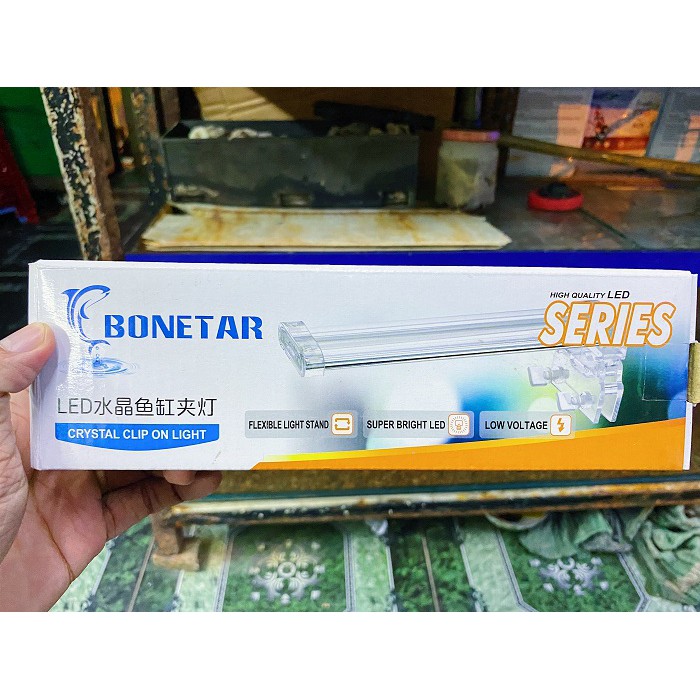 BONETAR
HIGH QUALITY LED
SERIES
LED水晶鱼缸夹灯
CRYSTAL CLIP ON LIGHT
FLEXIBLE LIGHT STAND
SUPER BRIGHT LED
LOW VOLTAGE